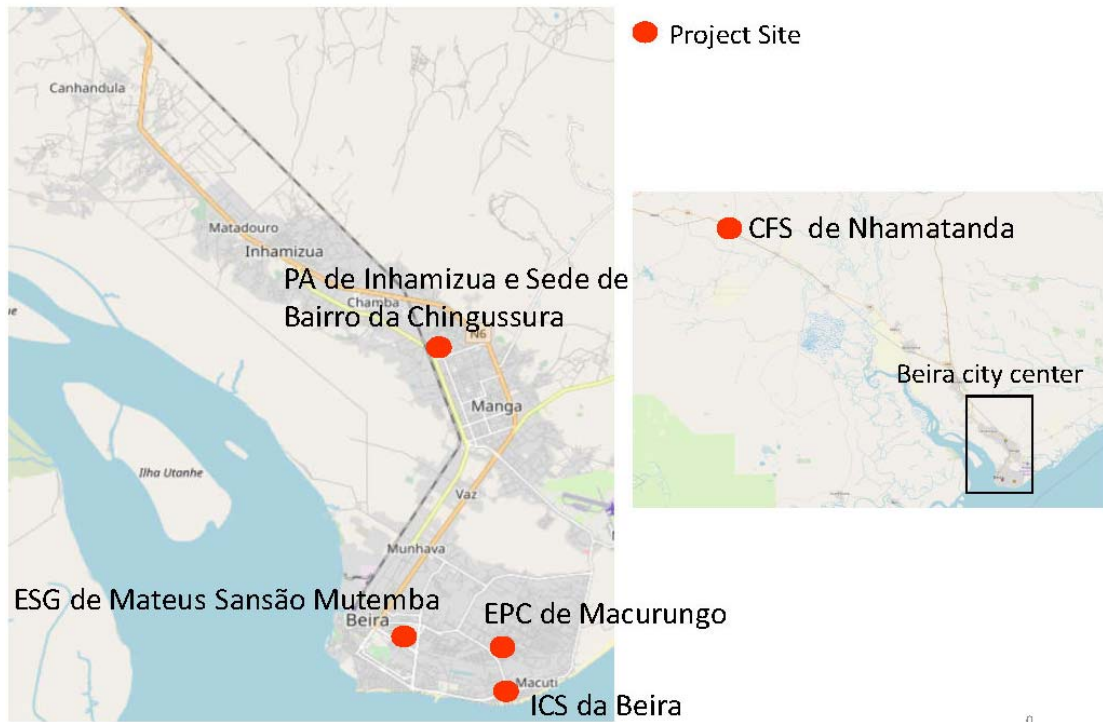 Project Site
Canhandula
Matadouro
Inhamizua
PA de Inhamizua e Sede de
Bairro da Chingussura
Chamba
N6
Manga
Ilha Utanhe
Vaz
Munhava
ESG de Mateus Sansão Mutemba
Beira
EPC de Macurungo
Macuti
ICS da Beira
CFS de Nhamatanda
Beira city center